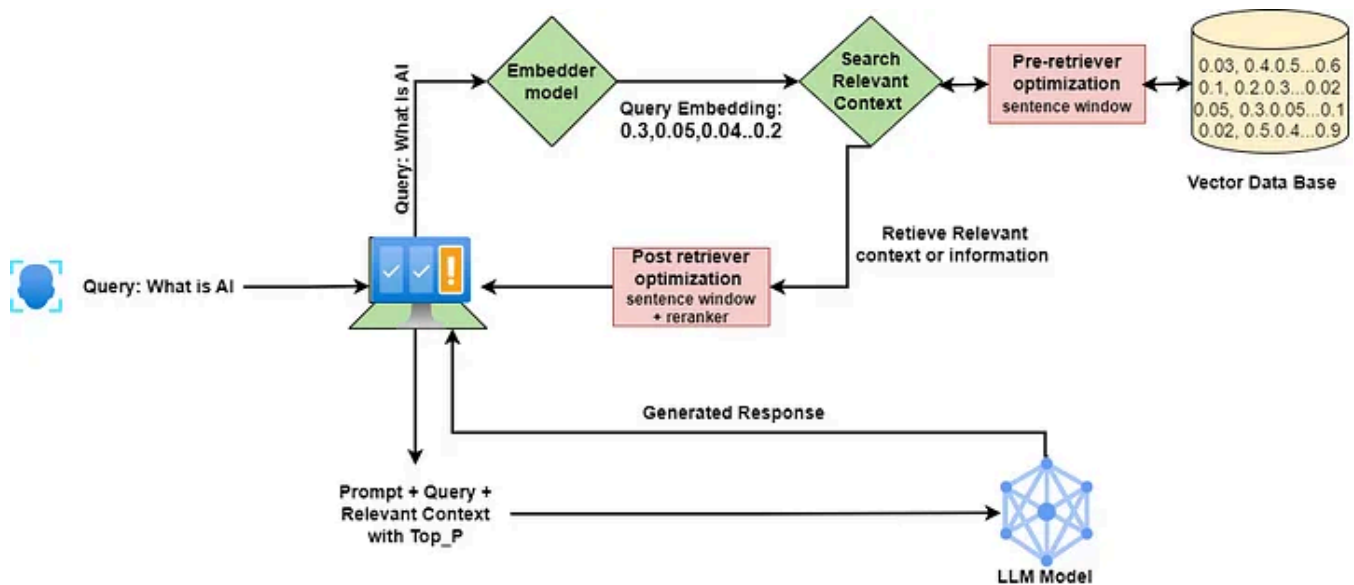 Embedder
model
Search
Relevant
Context
Pre-retriever
optimization
sentence window
0.03, 0.4.0.5...0.6
0.1, 0.2.0.3...0.02
0.05, 0.3.0.05...0.1
0.02, 0.5.0.4...0.9
Vector Data Base
Query Embedding:
0.3,0.05,0.04..0.2
Query: What is AI
Query: What is AI
Post retriever
optimization
sentence window
+ reranker
Retieve Relevant
context or information
Generated Response
Prompt + Query +
Relevant Context
with Top_P
LLM Model